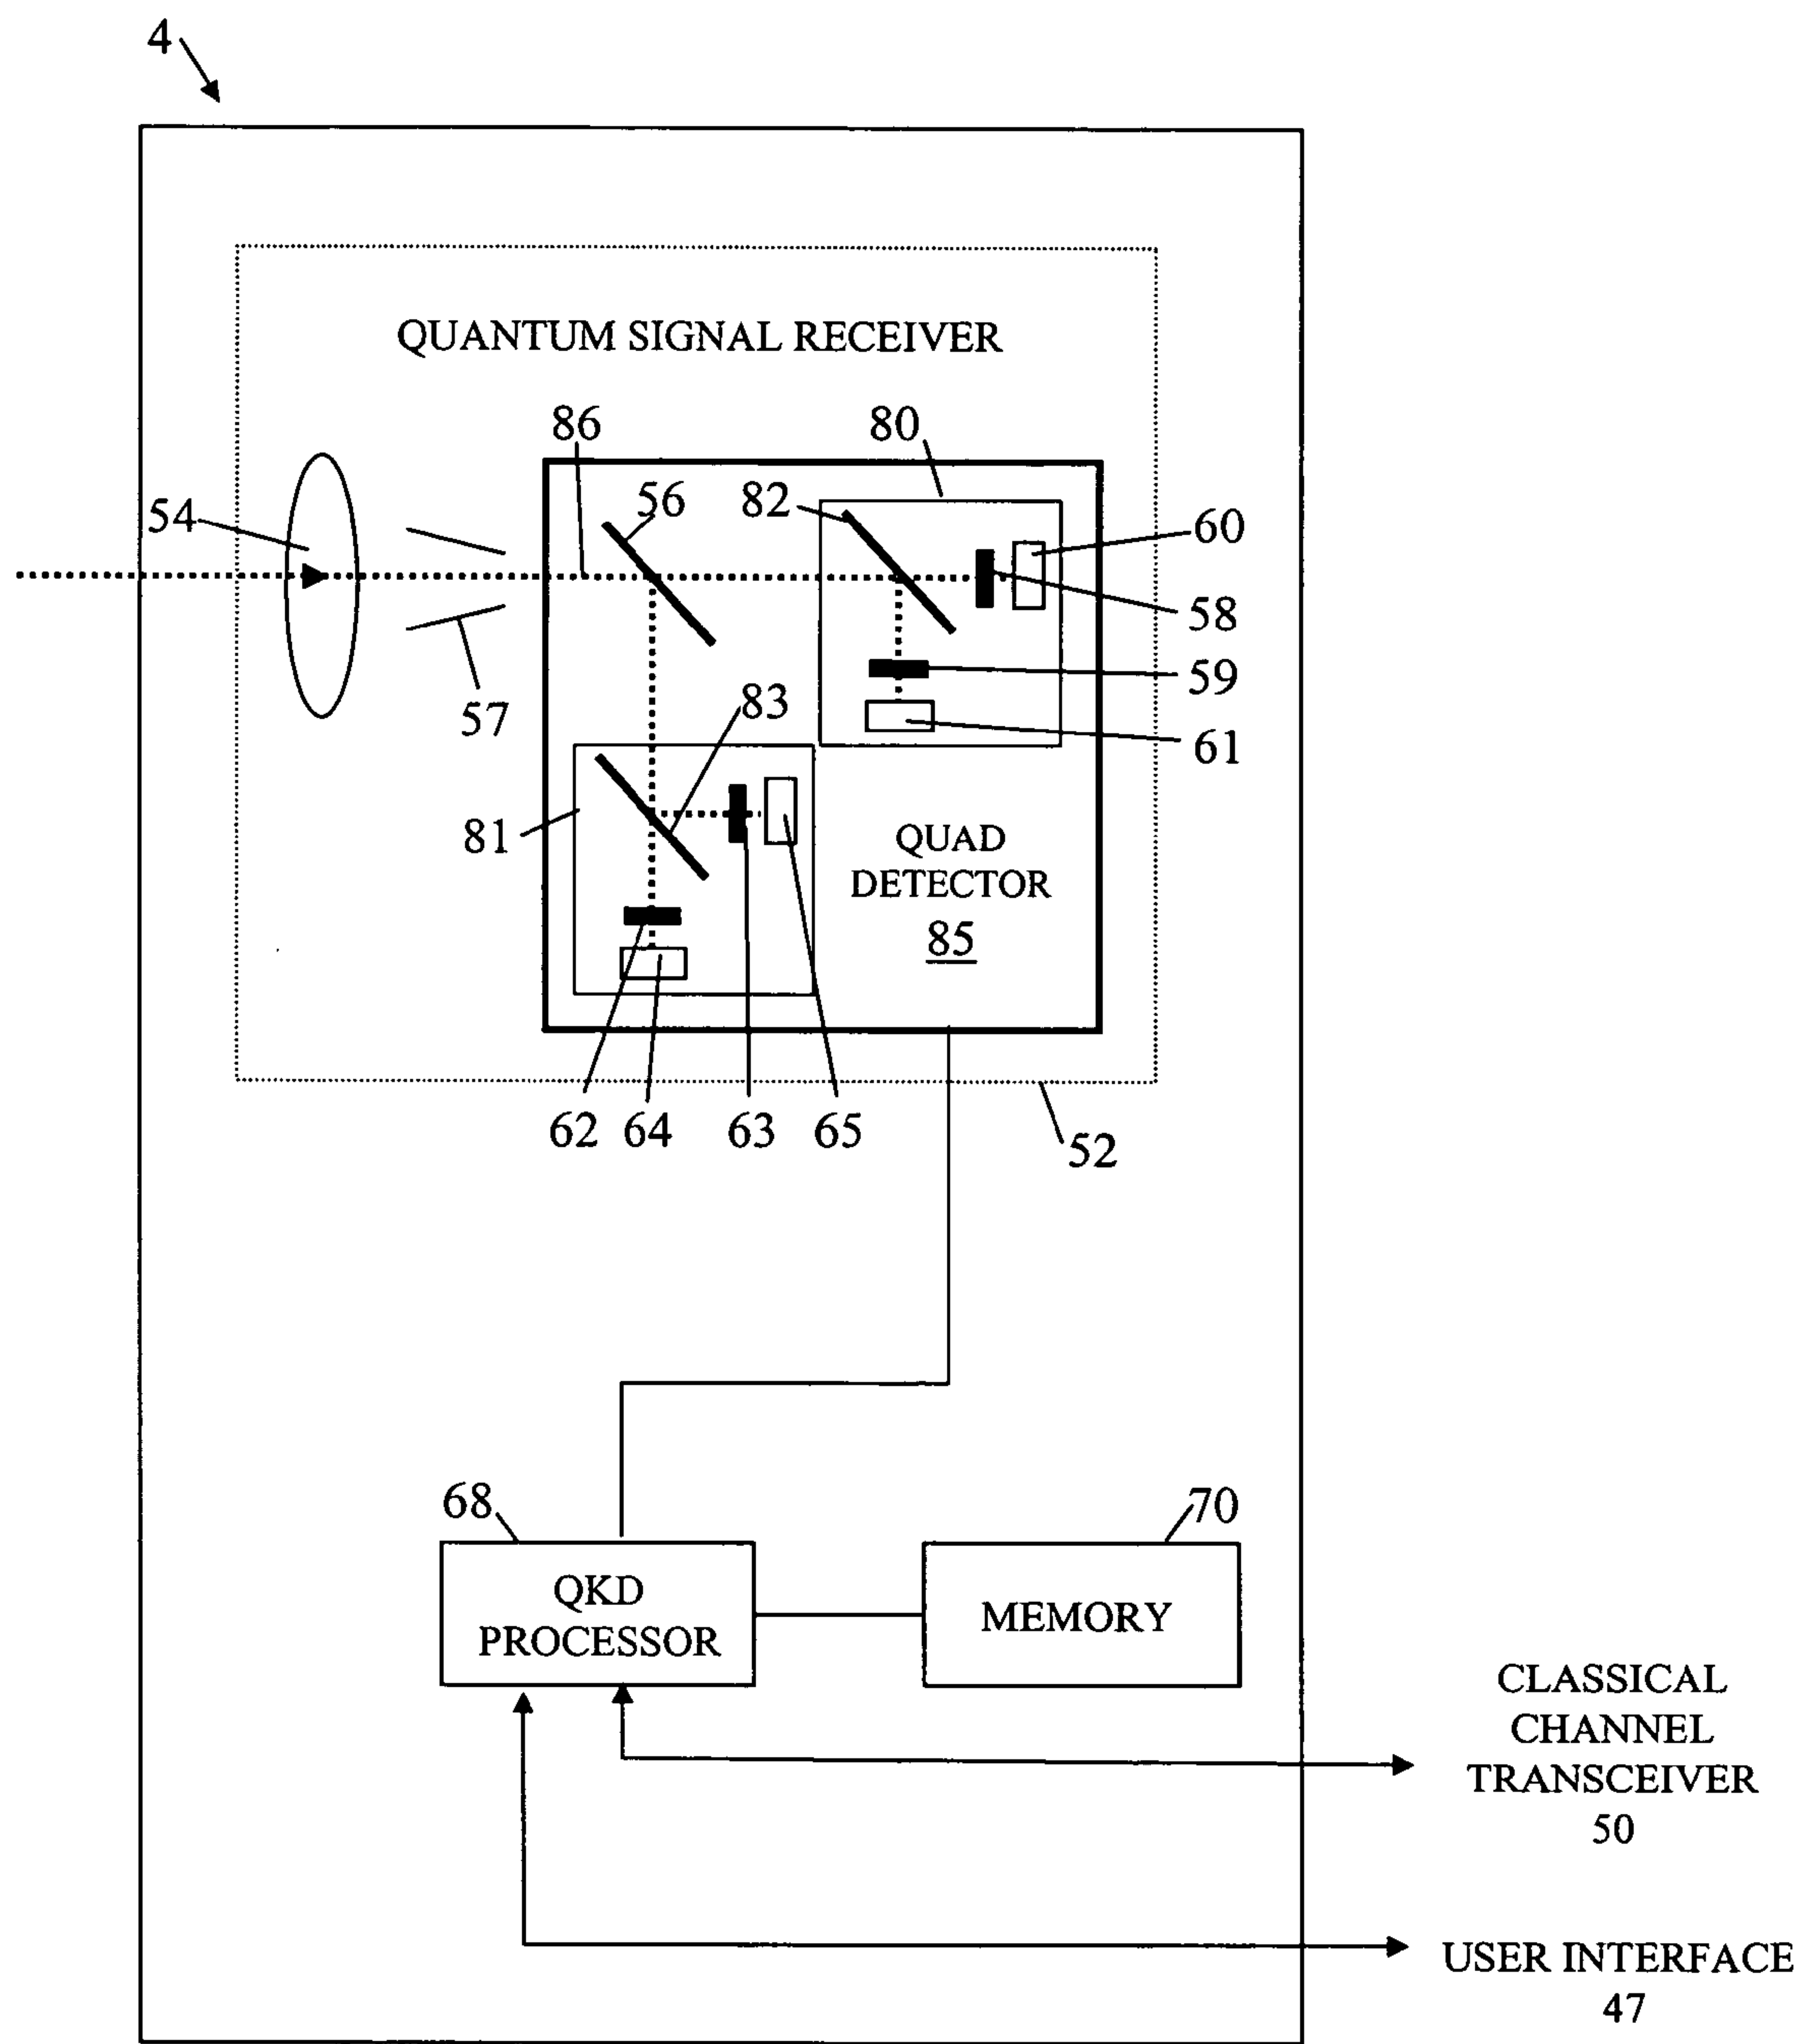 4
QUANTUM SIGNAL RECEIVER
86
80
54
56
82
60
58
59
57
83
61
81
QUAD
DETECTOR
85
62
64
63
65
52
68
70
QKD
PROCESSOR
MEMORY
CLASSICAL
CHANNEL
TRANSCEIVER
50
USER INTERFACE
47